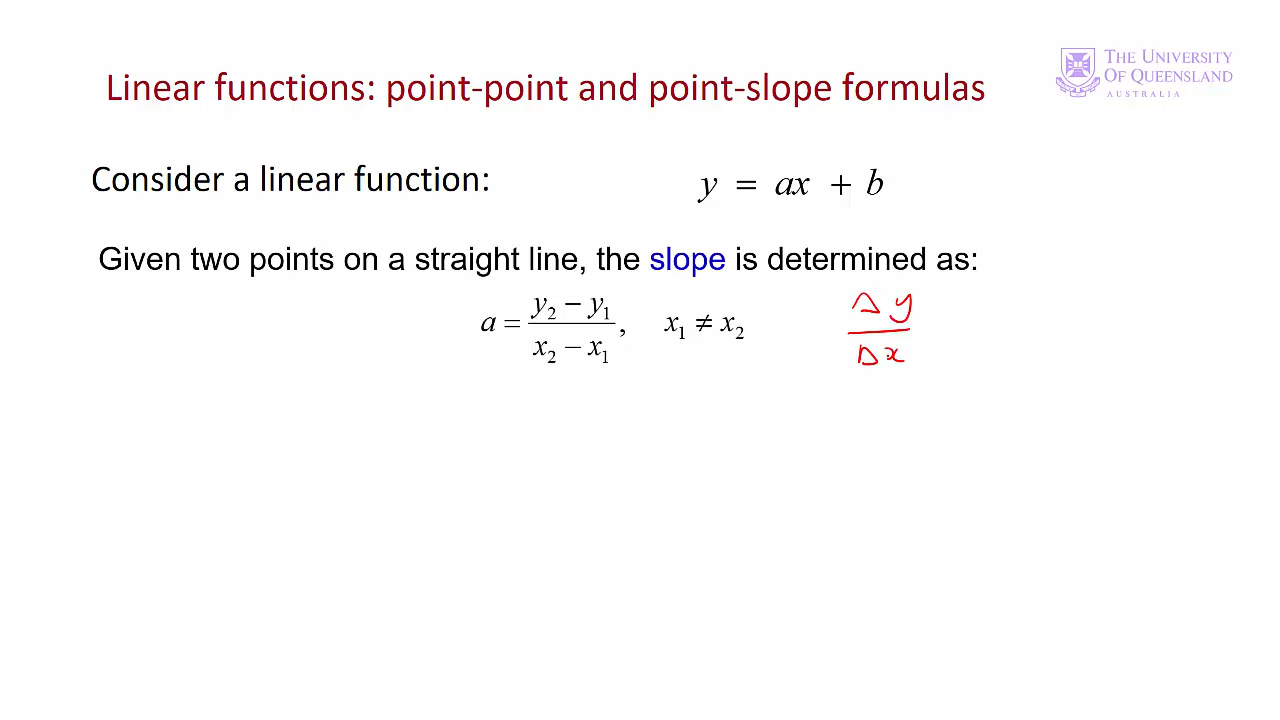 THE UNIVERSITY
OF QUEENSLAND
AUSTRALIA
Linear functions: point-point and point-slope formulas
Consider a linear function: y = ax + b
Given two points on a straight line, the slope is determined as:
a = (y₂ − y₁)/(x₂ − x₁), x₁ ≠ x₂ Δy/Δx